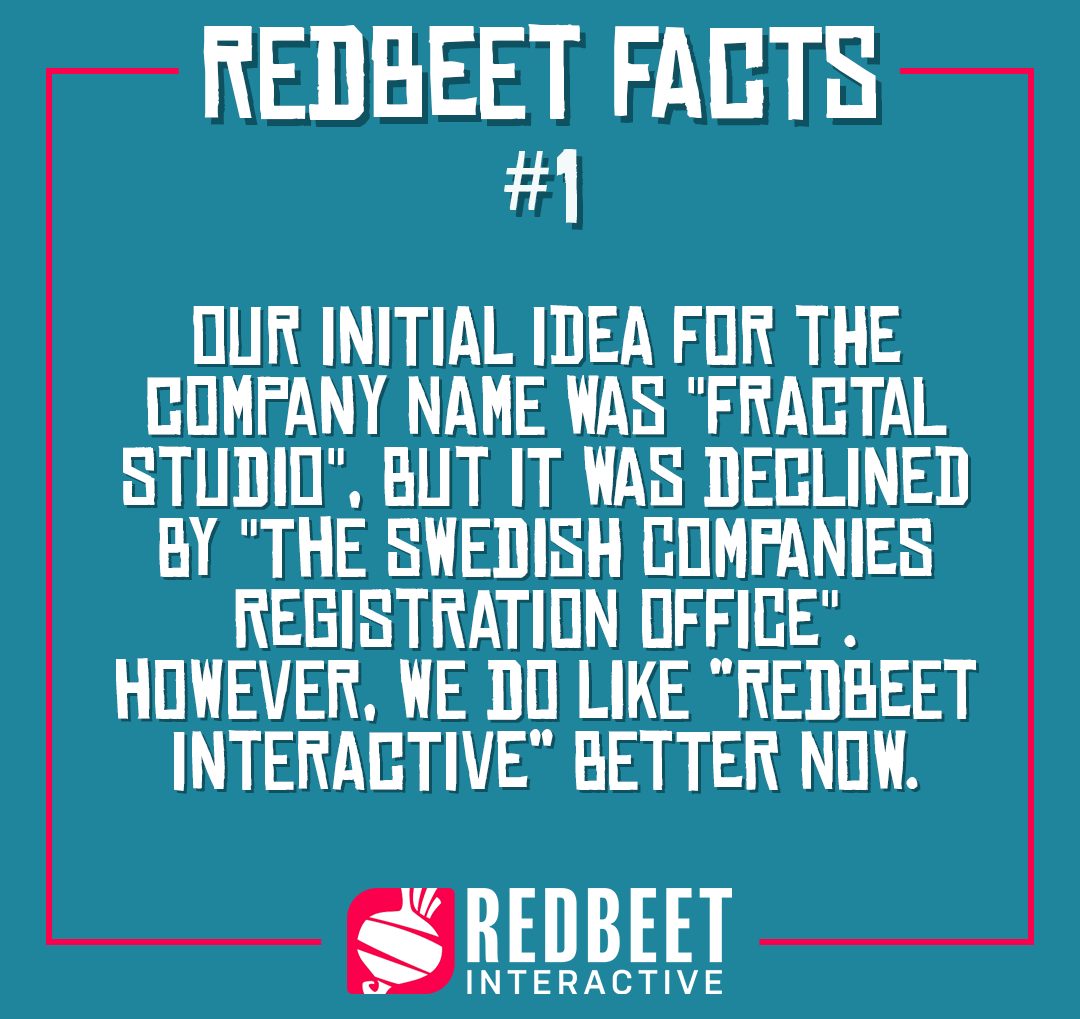 REDBEET FACTS
#1
OUR INITIAL IDEA FOR THE
COMPANY NAME WAS "FRACTAL
STUDIO", BUT IT WAS DECLINED
BY "THE SWEDISH COMPANIES
REGISTRATION OFFICE".
HOWEVER, WE DO LIKE "REDBEET
INTERACTIVE" BETTER NOW.
REDBEET
INTERACTIVE